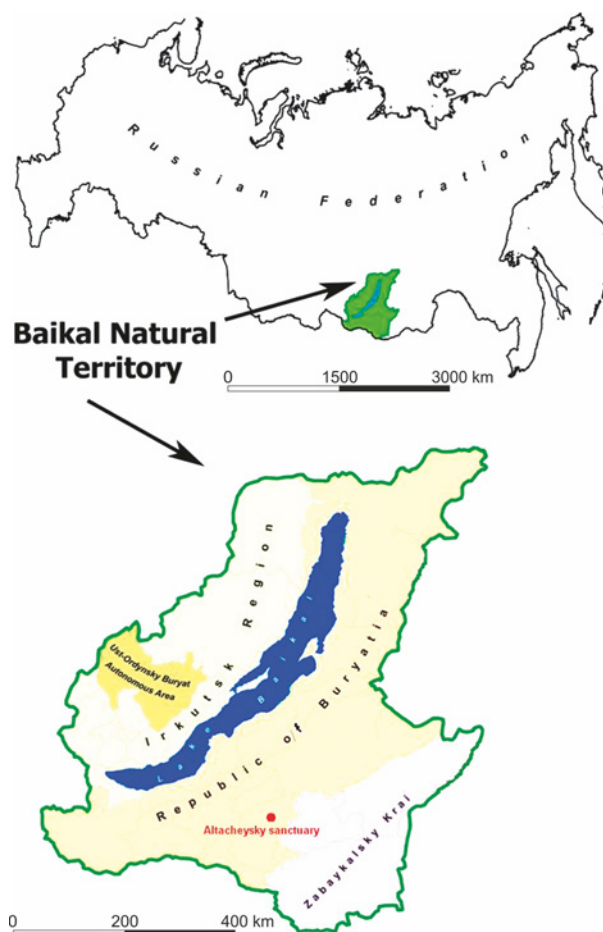 Russian Federation
Baikal Natural
Territory
0 1500 3000 km
Irkutsk Region
Lake Baikal
Ust-Ordynsky Buryat
Autonomous Area
Republic of Buryatia
Altacheysky sanctuary
Zabaykalsky Krai
0 200 400 km